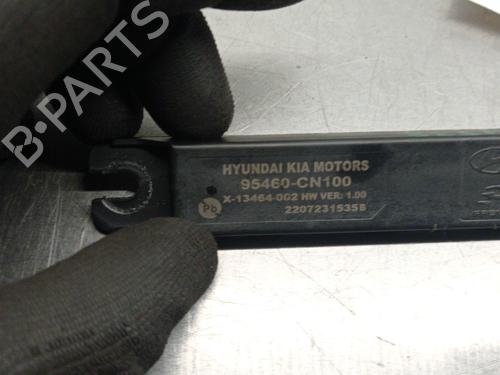 B-PARTS
HYUNDAI KIA MOTORS
95460-CN100
X-13464-002 HW VER: 1.00
Pb
22072315358